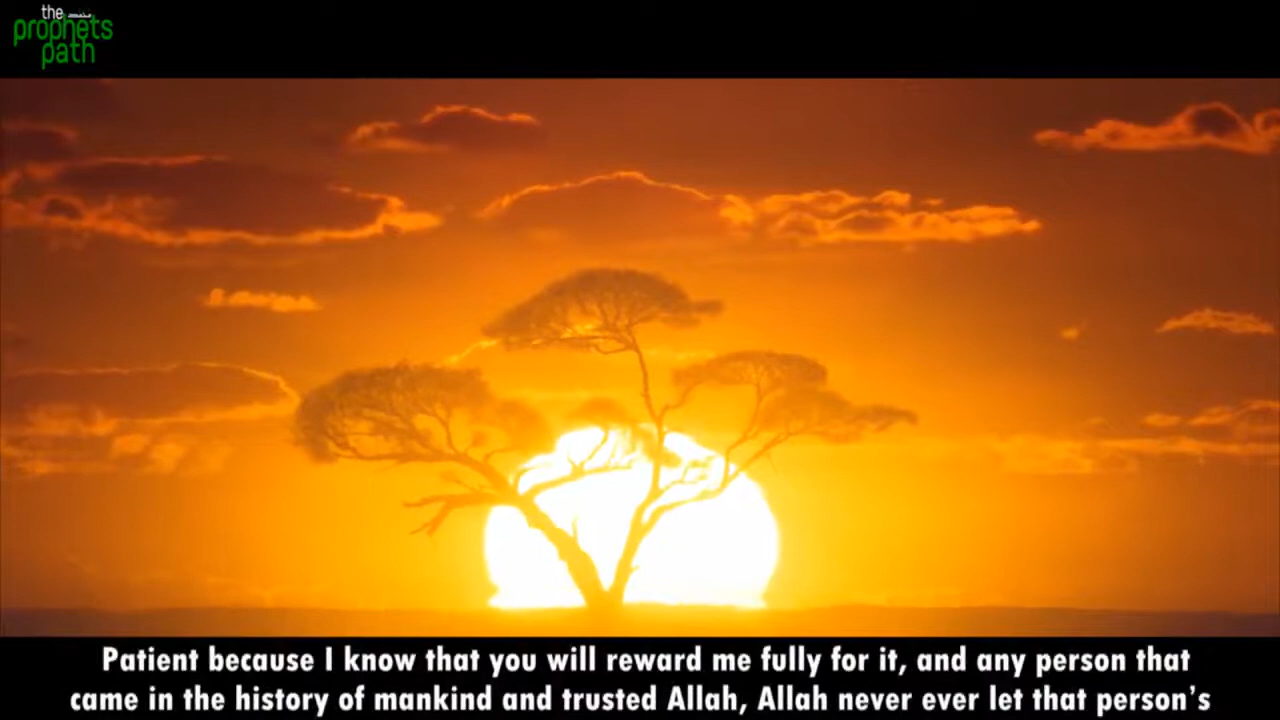 the
prophets
path
Patient because I know that you will reward me fully for it, and any person that
came in the history of mankind and trusted Allah, Allah never ever let that person's